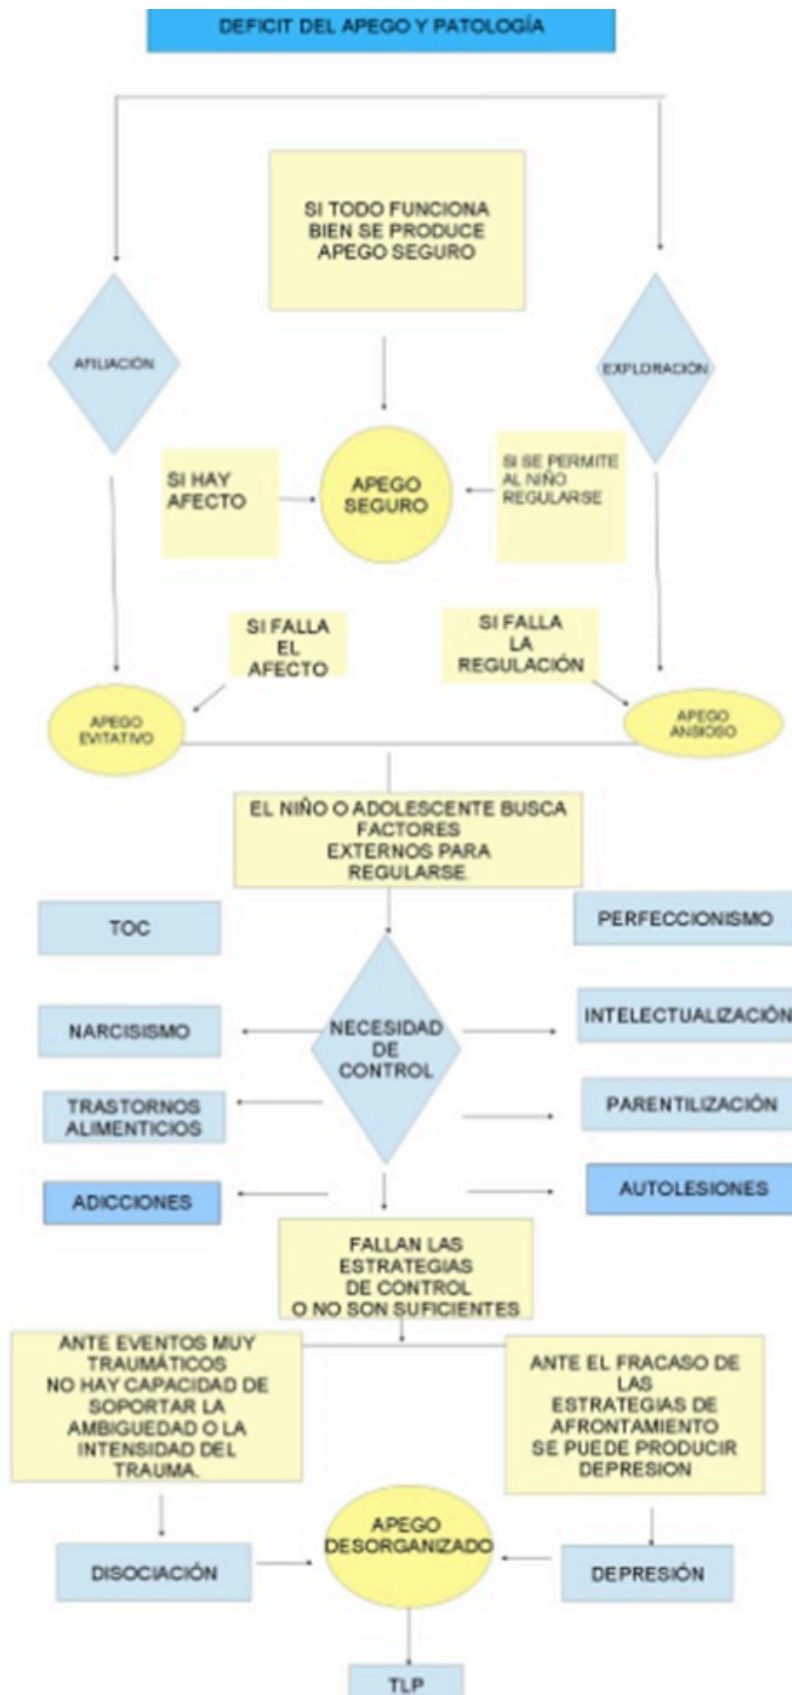 DEFICIT DEL APEGO Y PATOLOGÍA
SI TODO FUNCIONA
BIEN SE PRODUCE
APEGO SEGURO
AFILIACIÓN
EXPLORACIÓN
SI HAY
AFECTO
APEGO
SEGURO
SI SE PERMITE
AL NIÑO
REGULARSE
SI FALLA
EL
AFECTO
SI FALLA
LA
REGULACIÓN
APEGO
EVITATIVO
APEGO
ANSIOSO
EL NIÑO O ADOLESCENTE BUSCA
FACTORES
EXTERNOS PARA
REGULARSE.
TOC
PERFECCIONISMO
NARCISISMO
NECESIDAD
DE
CONTROL
INTELECTUALIZACIÓN
TRASTORNOS
ALIMENTICIOS
PARENTILIZACIÓN
ADICCIONES
AUTOLESIONES
FALLAN LAS
ESTRATEGIAS
DE CONTROL
O NO SON SUFICIENTES
ANTE EVENTOS MUY
TRAUMÁTICOS
NO HAY CAPACIDAD DE
SOPORTAR LA
AMBIGUEDAD O LA
INTENSIDAD DEL
TRAUMA.
ANTE EL FRACASO DE
LAS
ESTRATEGIAS DE
AFRONTAMIENTO
SE PUEDE PRODUCIR
DEPRESION
APEGO
DESORGANIZADO
DISOCIACIÓN
DEPRESIÓN
TLP